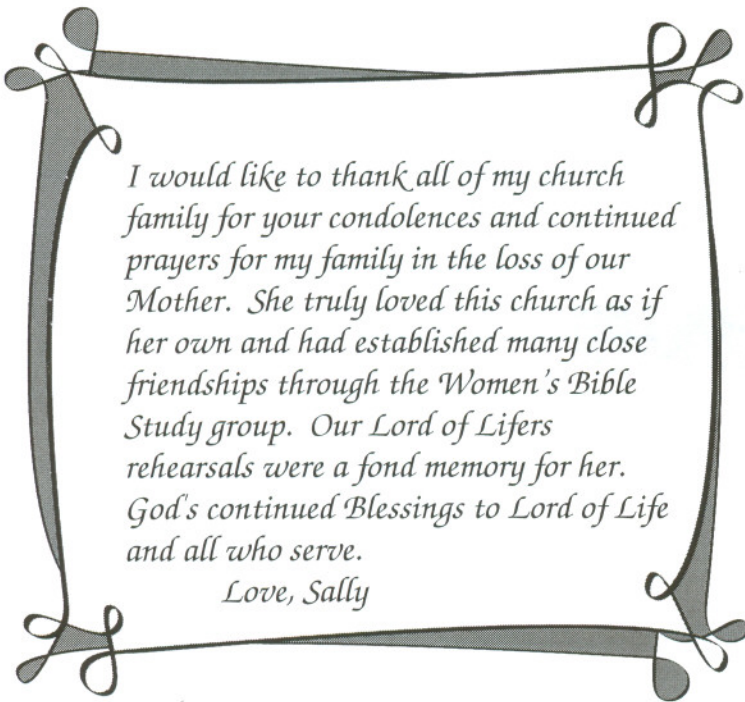 I would like to thank all of my church
family for your condolences and continued
prayers for my family in the loss of our
Mother.  She truly loved this church as if
her own and had established many close
friendships through the Women's Bible
Study group.  Our Lord of Lifers
rehearsals were a fond memory for her.
God's continued Blessings to Lord of Life
and all who serve.
Love, Sally